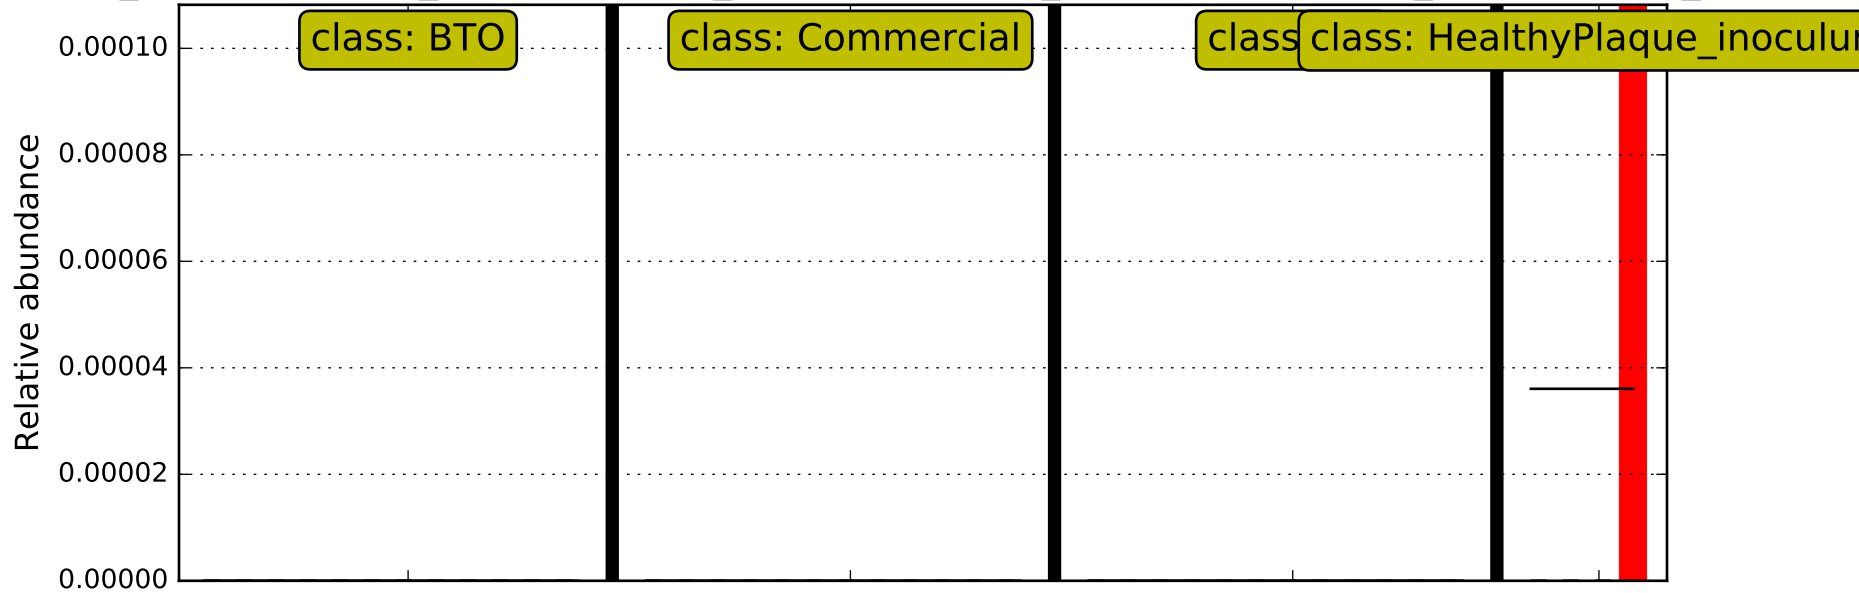 class: BTO
class: Commercial
class
class: HealthyPlaque_inoculu
0.00010
0.00008
0.00006
0.00004
0.00002
0.00000
Relative abundance